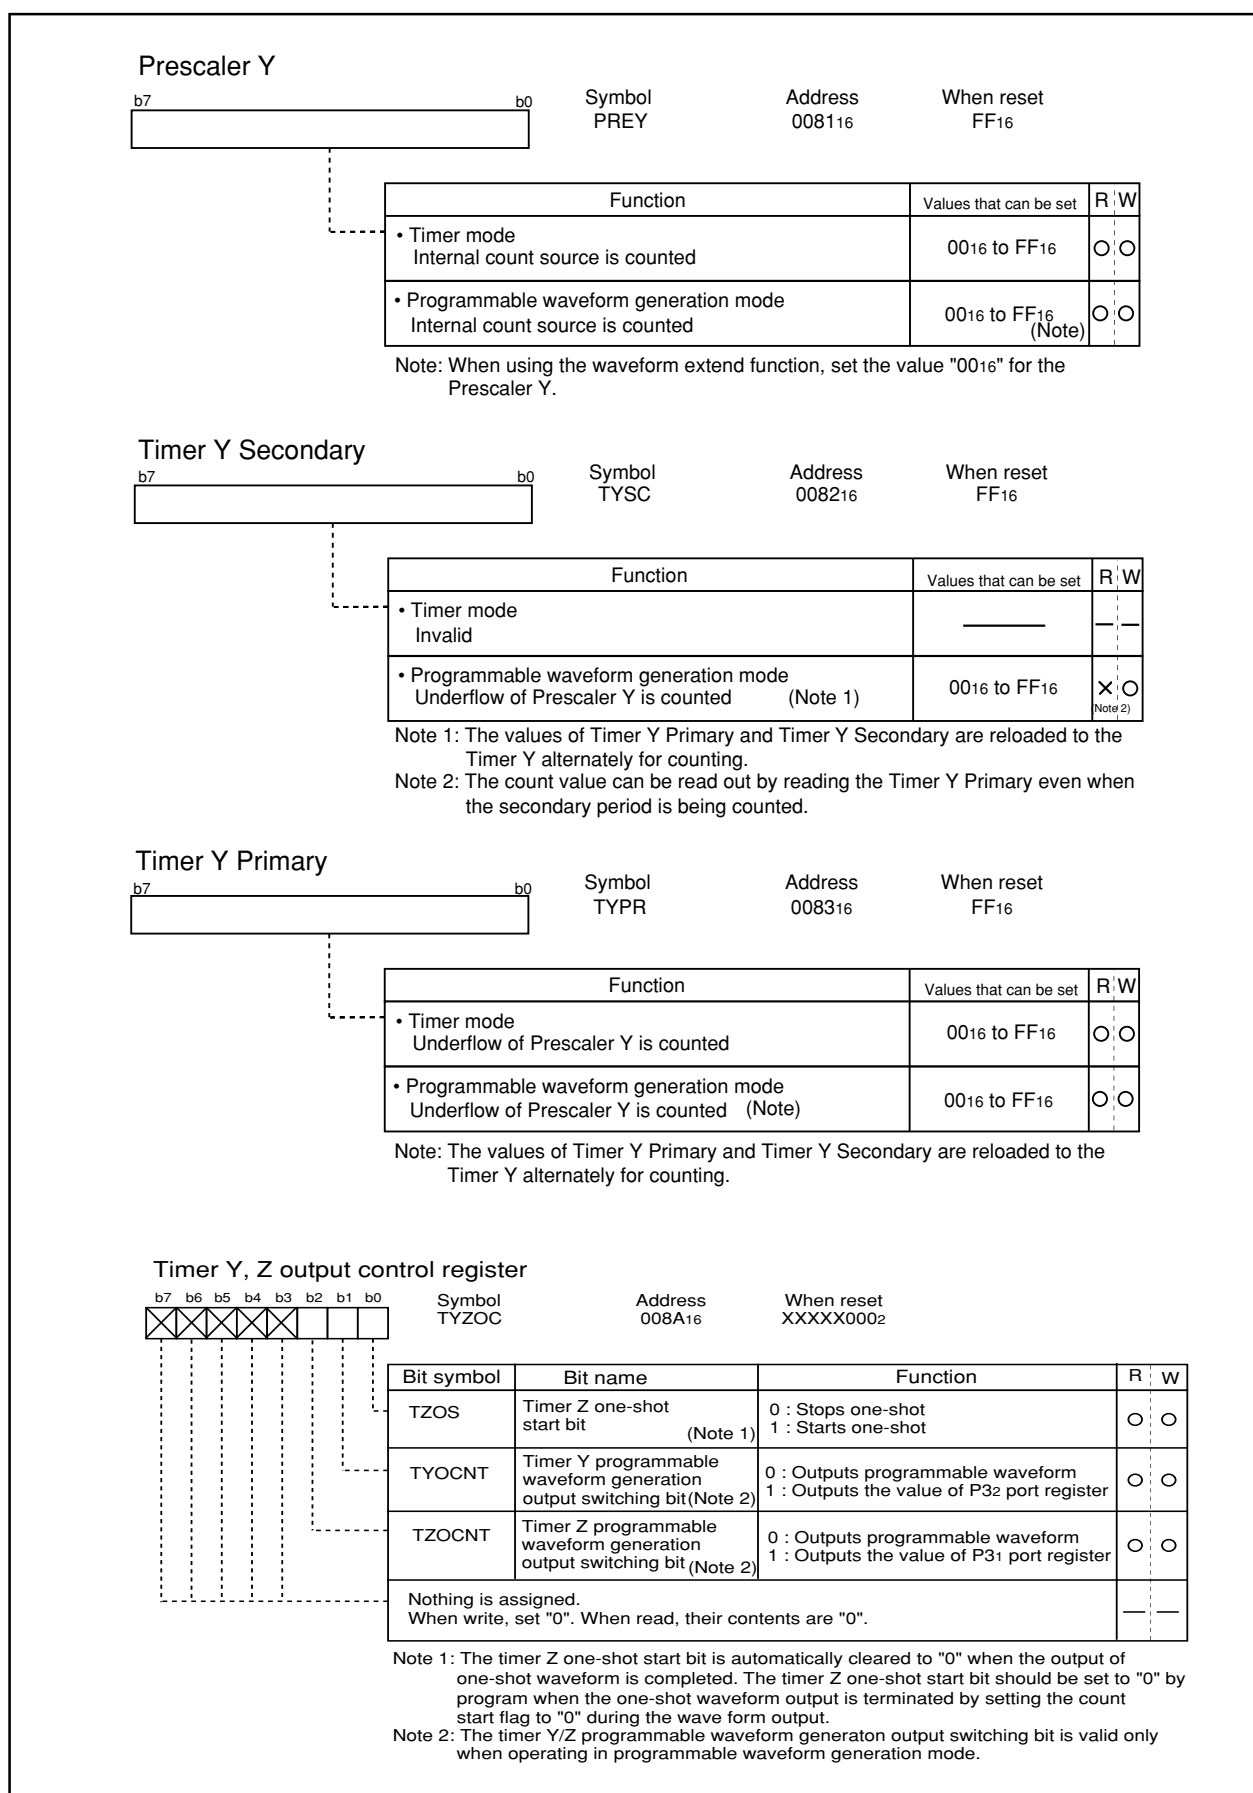 Prescaler Y
b7 b0 Symbol Address When reset
PREY 008116 FF16
Function Values that can be set R W
• Timer mode
Internal count source is counted 0016 to FF16 O O
• Programmable waveform generation mode
Internal count source is counted 0016 to FF16 (Note) O O
Note: When using the waveform extend function, set the value "0016" for the
Prescaler Y.
Timer Y Secondary
b7 b0 Symbol Address When reset
TYSC 008216 FF16
Function Values that can be set R W
• Timer mode
Invalid — — —
• Programmable waveform generation mode
Underflow of Prescaler Y is counted (Note 1) 0016 to FF16 X O
(Note 2)
Note 1: The values of Timer Y Primary and Timer Y Secondary are reloaded to the
Timer Y alternately for counting.
Note 2: The count value can be read out by reading the Timer Y Primary even when
the secondary period is being counted.
Timer Y Primary
b7 b0 Symbol Address When reset
TYPR 008316 FF16
Function Values that can be set R W
• Timer mode
Underflow of Prescaler Y is counted 0016 to FF16 O O
• Programmable waveform generation mode
Underflow of Prescaler Y is counted (Note) 0016 to FF16 O O
Note: The values of Timer Y Primary and Timer Y Secondary are reloaded to the
Timer Y alternately for counting.
Timer Y, Z output control register
b7 b6 b5 b4 b3 b2 b1 b0 Symbol Address When reset
TYZOC 008A16 XXXXX0002
Bit symbol Bit name Function R W
TZOS Timer Z one-shot 0 : Stops one-shot O O
start bit (Note 1) 1 : Starts one-shot
TYOCNT Timer Y programmable
waveform generation 0 : Outputs programmable waveform O O
output switching bit (Note 2) 1 : Outputs the value of P32 port register
TZOCNT Timer Z programmable
waveform generation 0 : Outputs programmable waveform O O
output switching bit (Note 2) 1 : Outputs the value of P31 port register
Nothing is assigned.
When write, set "0". When read, their contents are "0". — —
Note 1: The timer Z one-shot start bit is automatically cleared to "0" when the output of
one-shot waveform is completed. The timer Z one-shot start bit should be set to "0" by
program when the one-shot waveform output is terminated by setting the count
start flag to "0" during the wave form output.
Note 2: The timer Y/Z programmable waveform generaton output switching bit is valid only
when operating in programmable waveform generation mode.